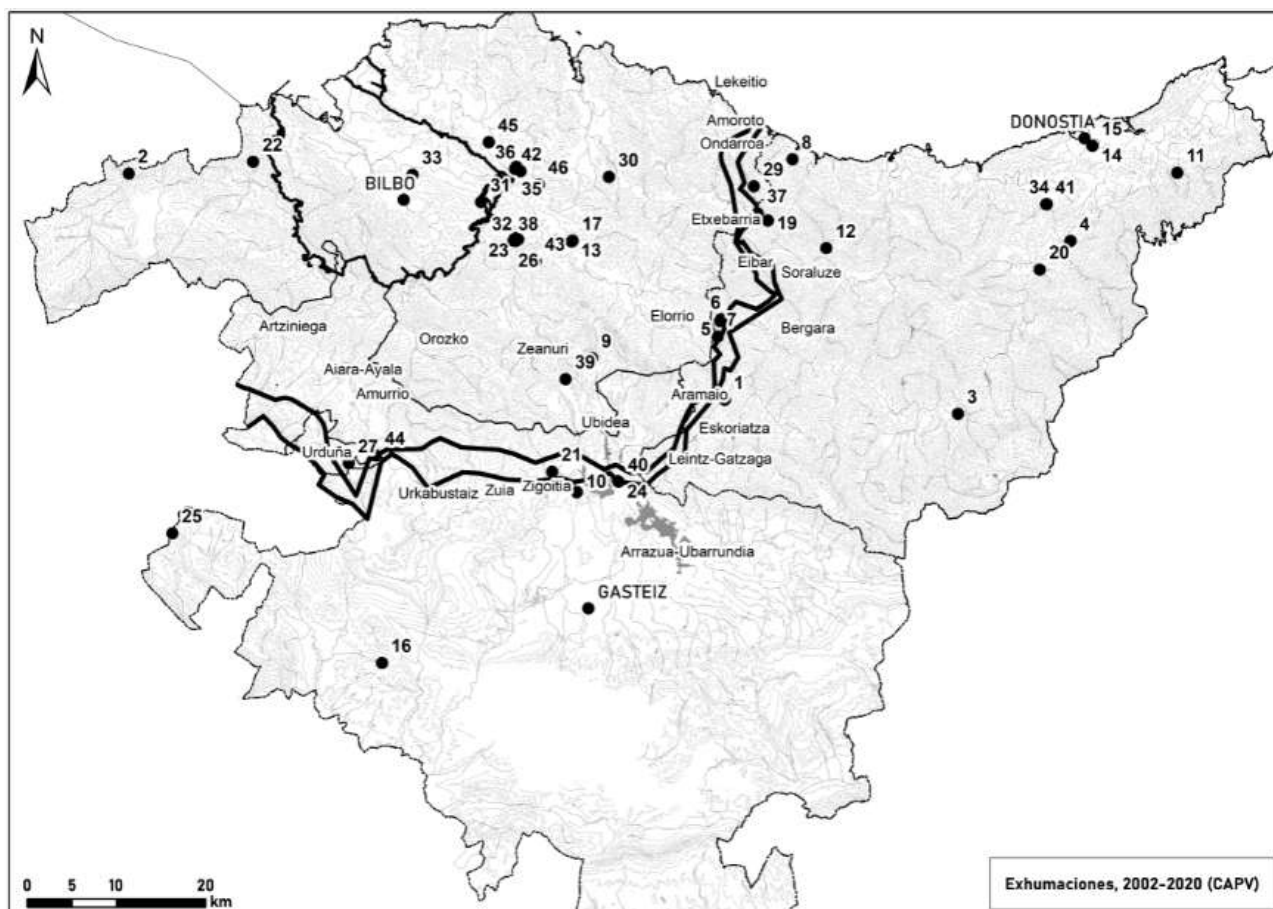 N
Lekeitio
Amoroto
DONOSTIA
15
Ondarroa
8
14
45
36
42
46
30
11
2
22
33
BILBO
31
35
29
37
34
41
Etxebarria
19
4
32
38
17
23
43
13
12
26
Eibar
Soraluze
20
6
7
Elorrio
5
Bergara
Artziniega
Orozko
Zeanuri
9
Aiara-Ayala
39
Amurrio
Aramaio
1
3
Ubidea
Eskoriatza
44
Urduña
27
21
40
Leintz-Gatzaga
Urkabustaiz
Zuia
Zigoitia
10
24
25
Arrazua-Ubarrundia
GASTEIZ
16
0 5 10 20
km
Exhumaciones, 2002-2020 (CAPV)